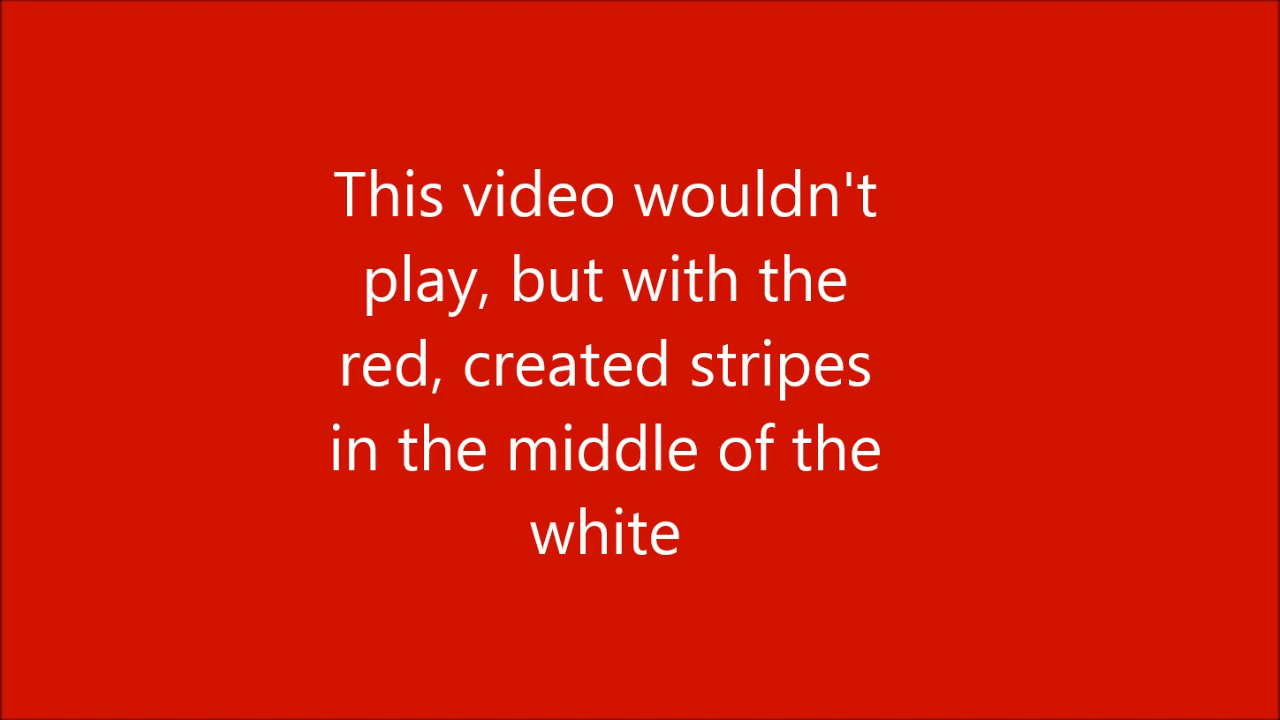 This video wouldn't
play, but with the
red, created stripes
in the middle of the
white